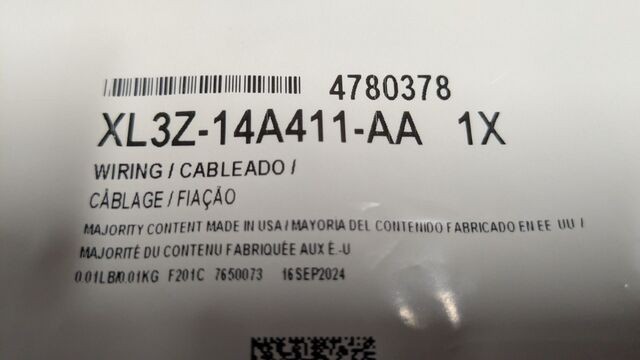 4780378
XL3Z-14A411-AA 1X
WIRING / CABLEADO /
CÂBLAGE / FIAÇÃO
MAJORITY CONTENT MADE IN USA / MAYORIA DEL CONTENIDO FABRICADO EN EE UU /
MAJORITÉ DU CONTENU FABRIQUÉE AUX É.-U
0.01LB/0.01KG F201C 7650073 16SEP2024